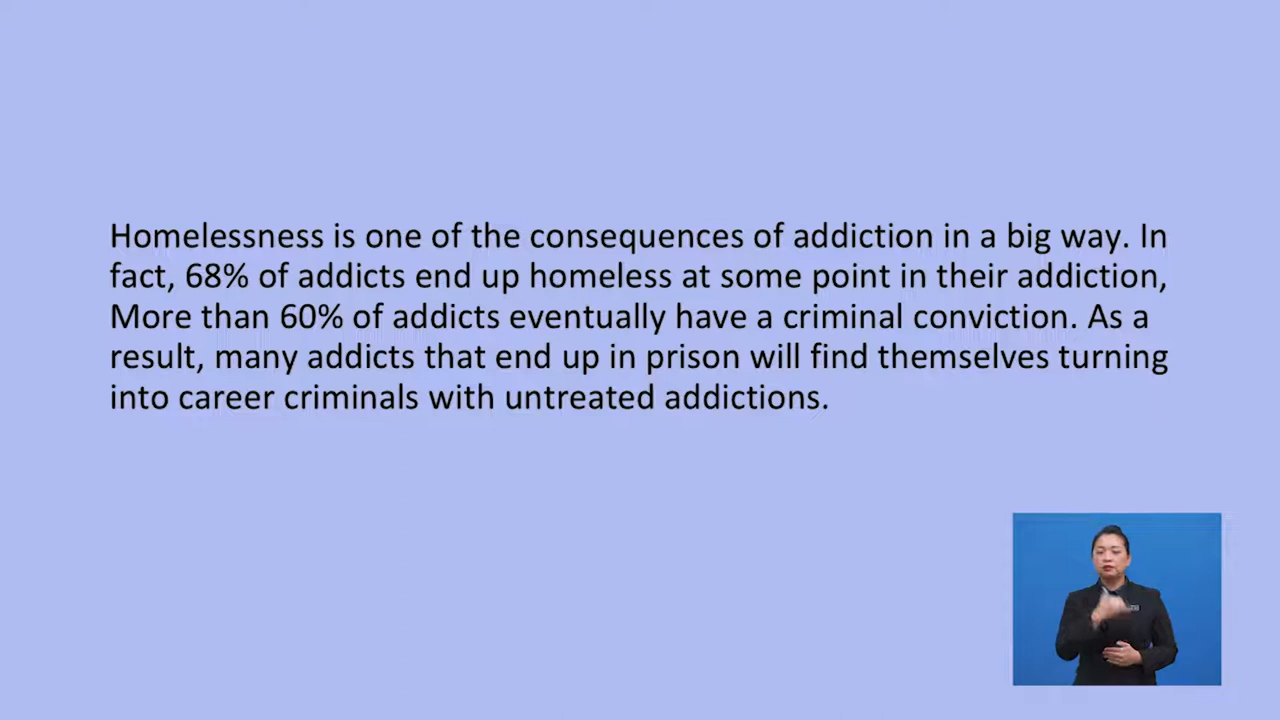 Homelessness is one of the consequences of addiction in a big way. In
fact, 68% of addicts end up homeless at some point in their addiction,
More than 60% of addicts eventually have a criminal conviction. As a
result, many addicts that end up in prison will find themselves turning
into career criminals with untreated addictions.